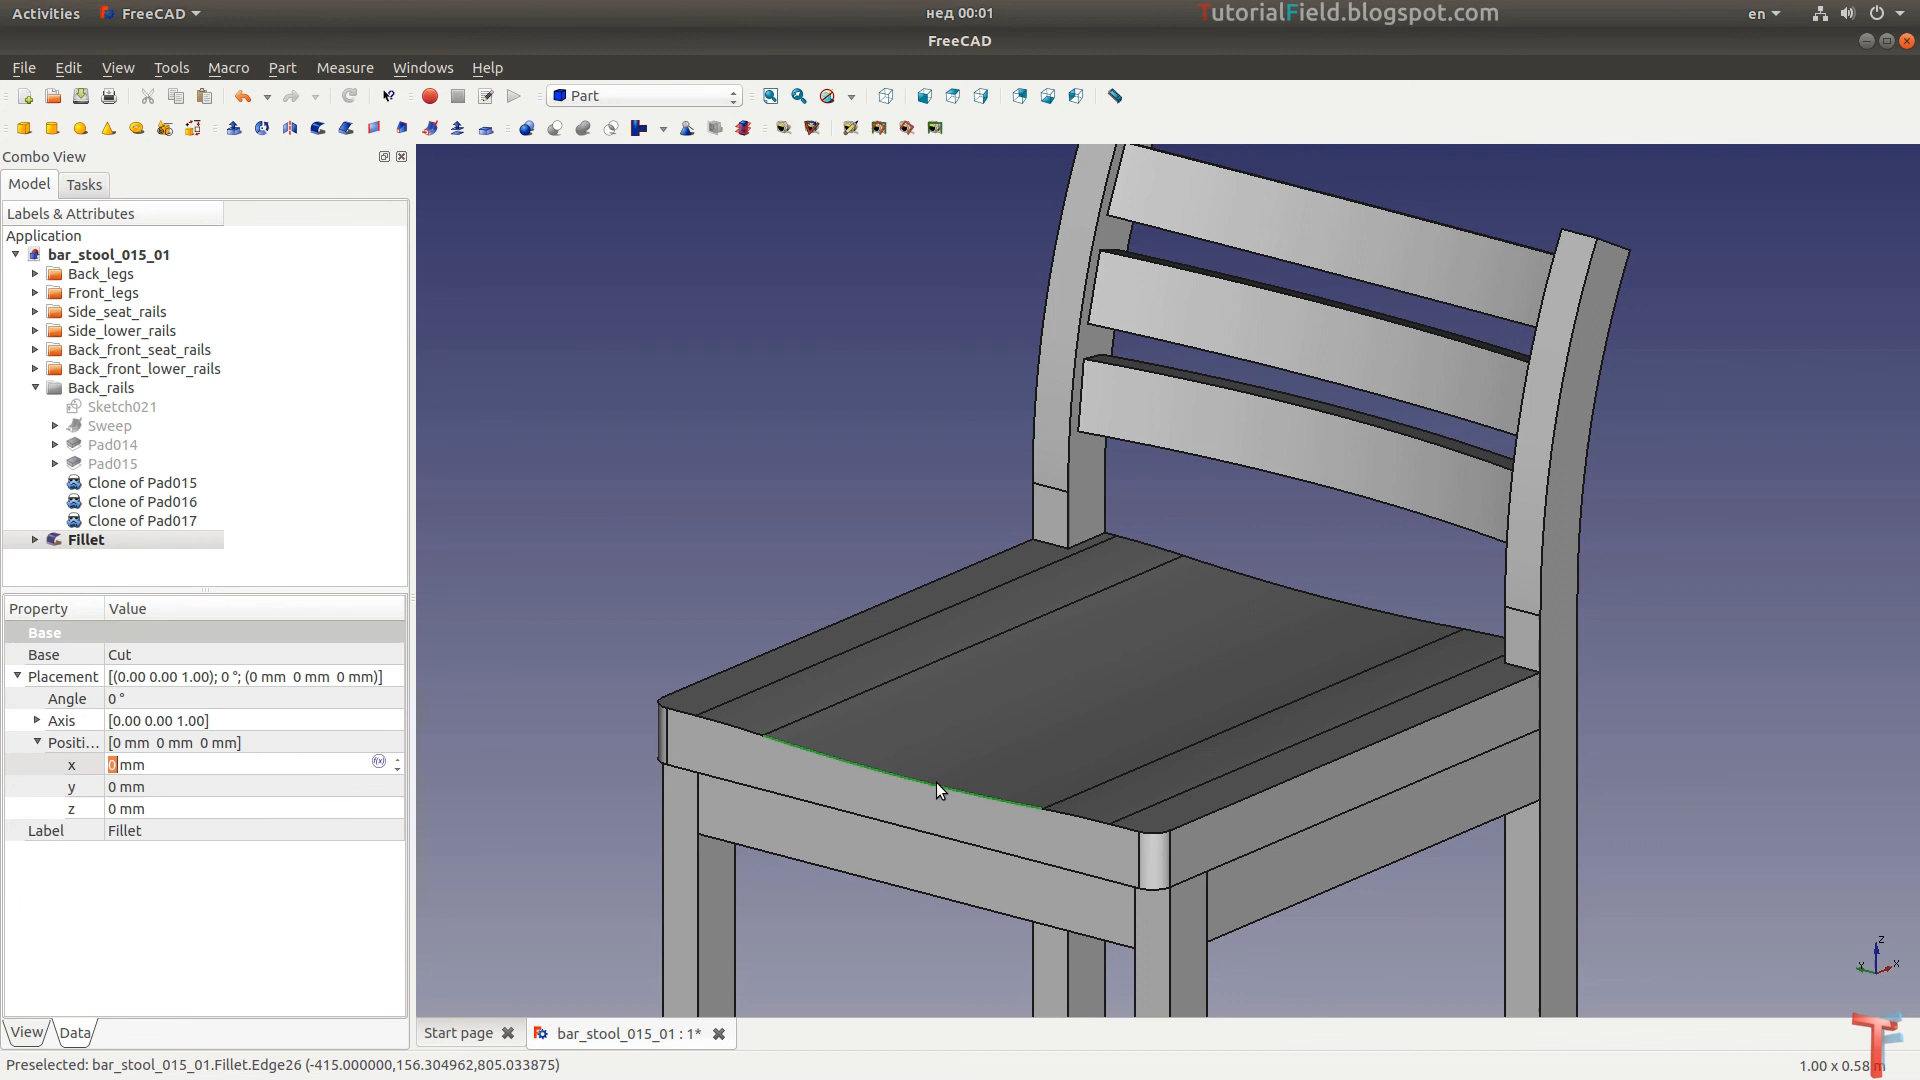 Activities
FreeCAD
нед 00:01
TutorialField.blogspot.com
en
FreeCAD
File Edit View Tools Macro Part Measure Windows Help
Part
Combo View
Model Tasks
Labels & Attributes
Application
bar_stool_015_01
Back_legs
Front_legs
Side_seat_rails
Side_lower_rails
Back_front_seat_rails
Back_front_lower_rails
Back_rails
Sketch021
Sweep
Pad014
Pad015
Clone of Pad015
Clone of Pad016
Clone of Pad017
Fillet
Property Value
Base
Base Cut
Placement [(0.00 0.00 1.00); 0 °; (0 mm 0 mm 0 mm)]
Angle 0 °
Axis [0.00 0.00 1.00]
Positi... [0 mm 0 mm 0 mm]
x 0 mm
y 0 mm
z 0 mm
Label Fillet
z
y x
View Data
Start page
bar_stool_015_01 : 1*
Preselected: bar_stool_015_01.Fillet.Edge26 (-415.000000,156.304962,805.033875)
1.00 x 0.58 m